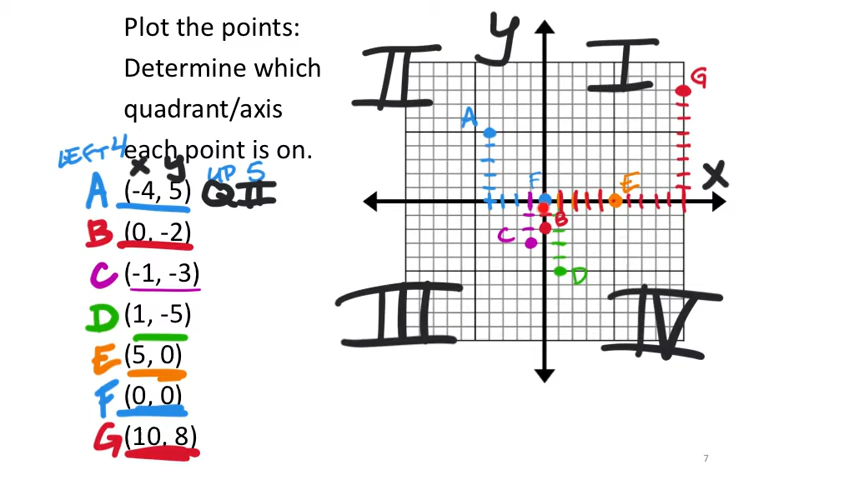 Plot the points:
Determine which
quadrant/axis
each point is on.
LEFT 4
x y
UP 5
A (-4, 5) QII
B (0, -2)
C (-1, -3)
D (1, -5)
E (5, 0)
F (0, 0)
G (10, 8)
y
II
I
G
A
F
E
X
B
C
D
III
IV
7